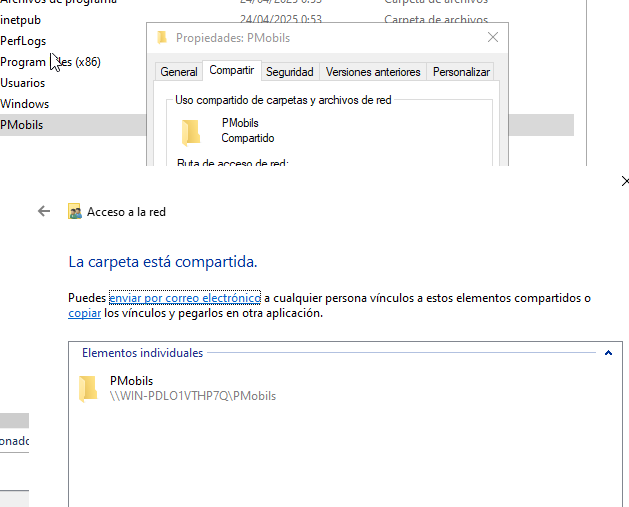 Archivos de programa 24/04/2025 0:53 Carpeta de archivos
inetpub 24/04/2025 0:53 Carpeta de archivos
PerfLogs
Program Files (x86)
Usuarios
Windows
PMobils
Propiedades: PMobils
General Compartir Seguridad Versiones anteriores Personalizar
Uso compartido de carpetas y archivos de red
PMobils
Compartido
Ruta de acceso de red:
Acceso a la red
La carpeta está compartida.
Puedes enviar por correo electrónico a cualquier persona vínculos a estos elementos compartidos o
copiar los vínculos y pegarlos en otra aplicación.
Elementos individuales
PMobils
\\WIN-PDLO1VTHP7Q\PMobils